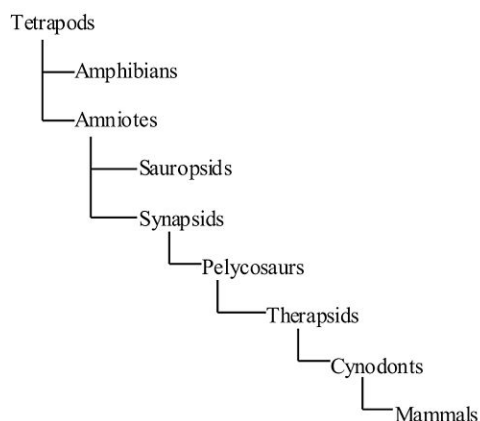 Tetrapods
Amphibians
Amniotes
Sauropsids
Synapsids
Pelycosaurs
Therapsids
Cynodonts
Mammals